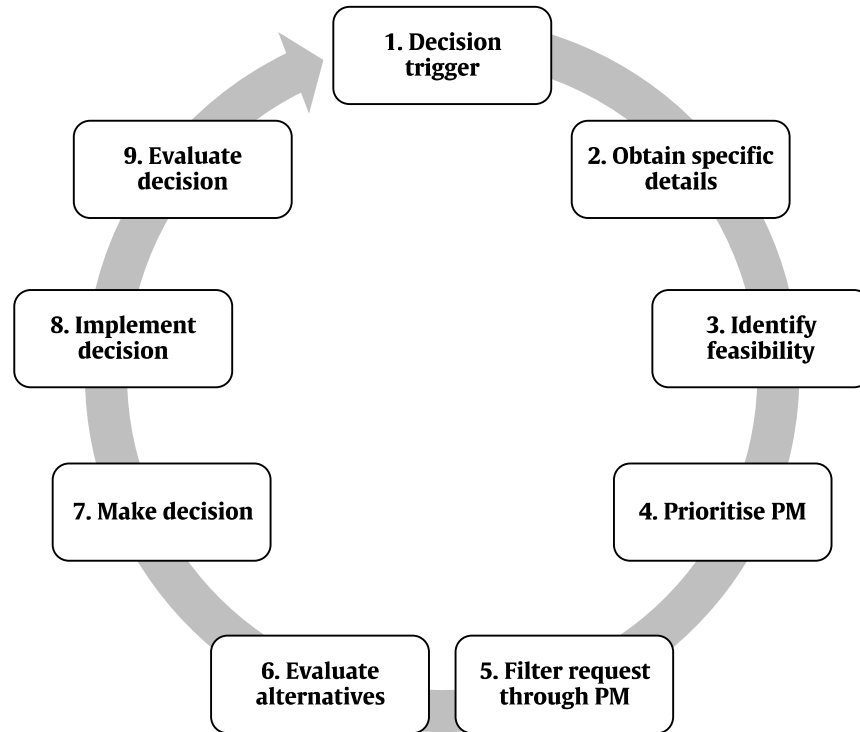 1. Decision
trigger
2. Obtain specific
details
3. Identify
feasibility
4. Prioritise PM
5. Filter request
through PM
6. Evaluate
alternatives
7. Make decision
8. Implement
decision
9. Evaluate
decision